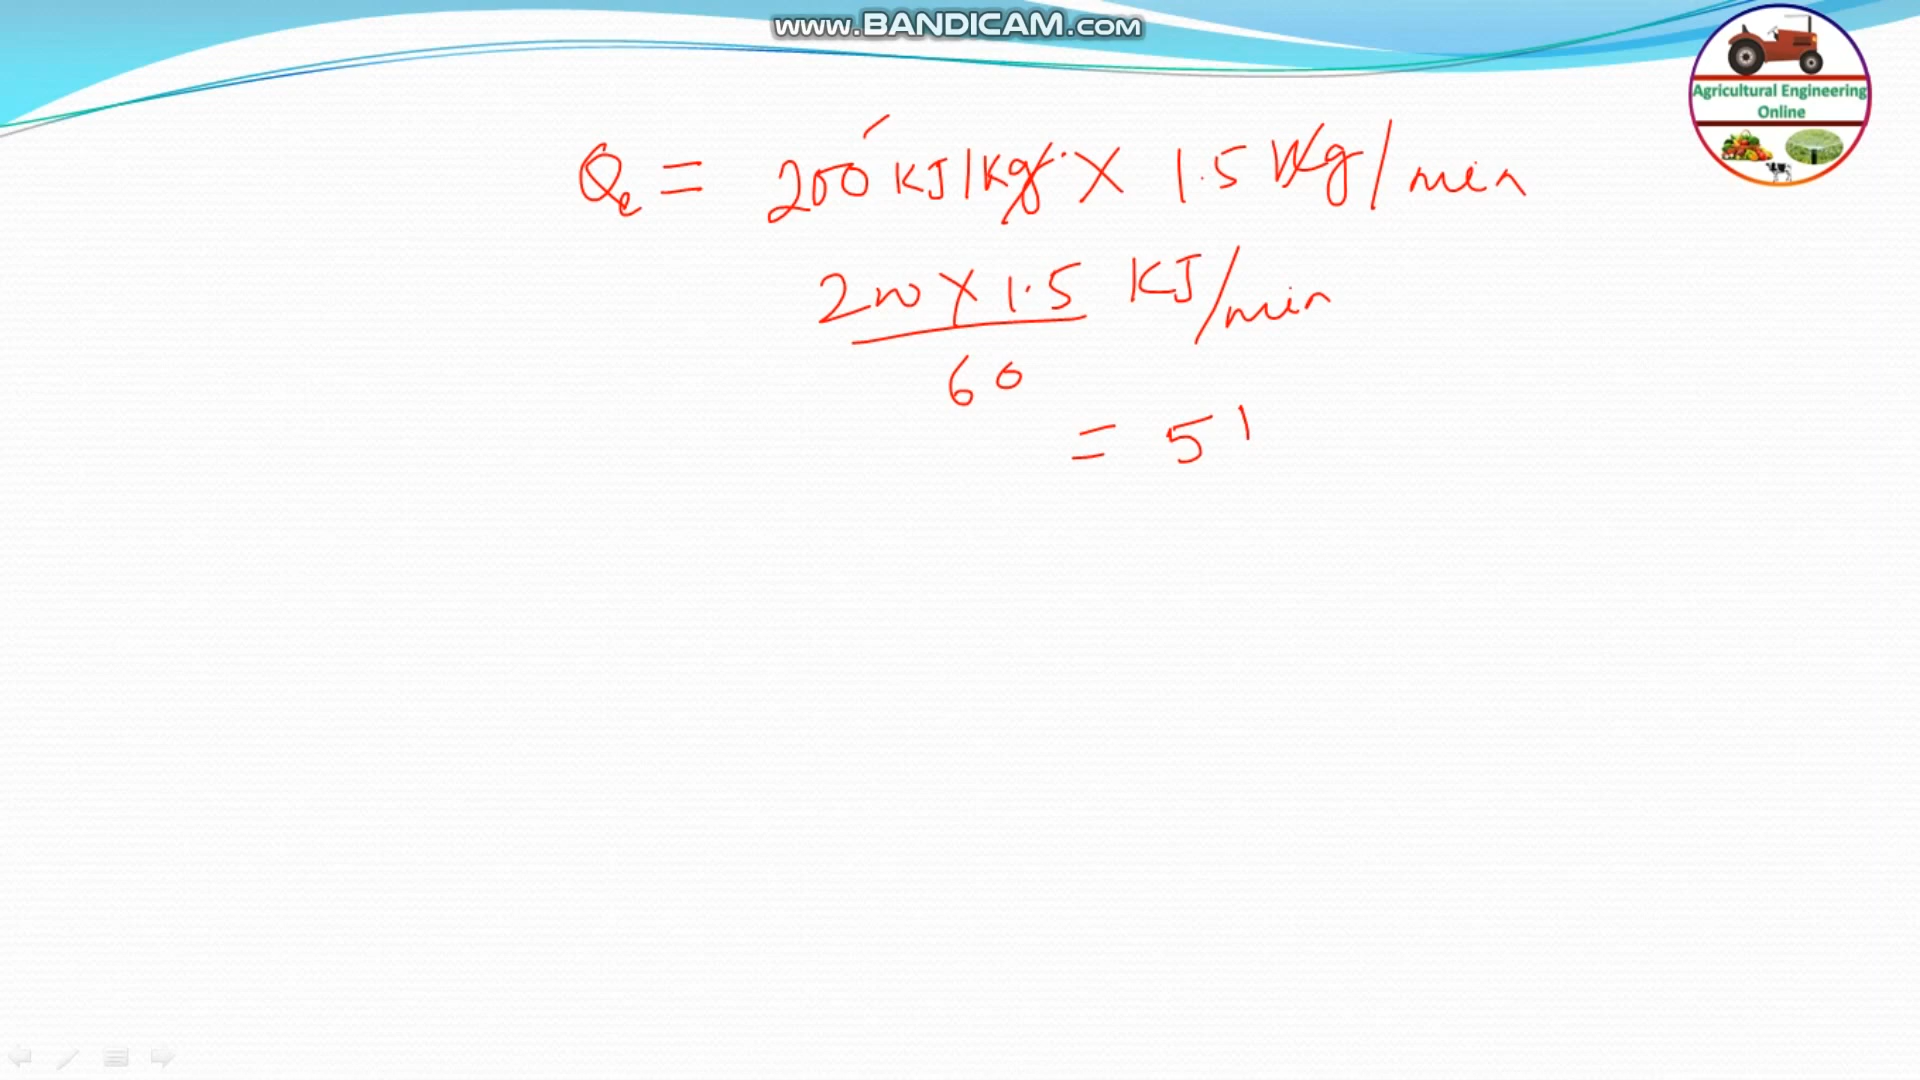 www.BANDICAM.com
Agricultural Engineering
Online
Qe = 200 KJ/Kg × 1.5 Kg/min
200 × 1.5 KJ/min
60
= 5